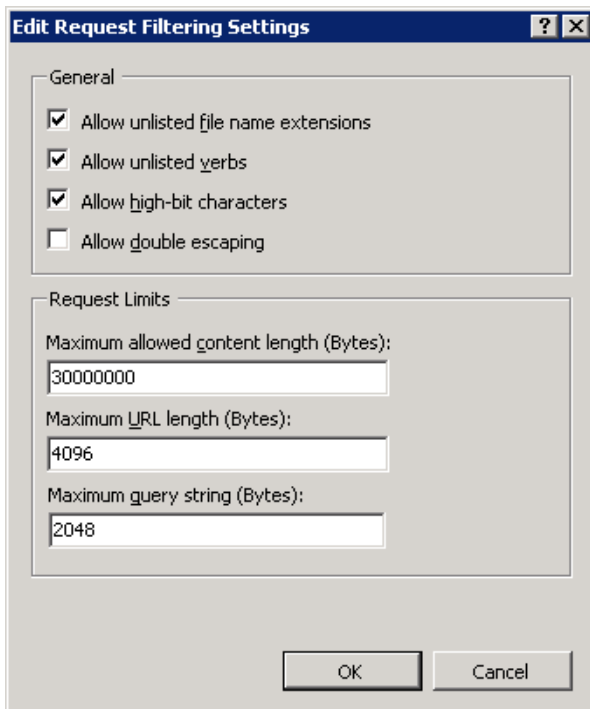 Edit Request Filtering Settings
General
Allow unlisted file name extensions
Allow unlisted verbs
Allow high-bit characters
Allow double escaping
Request Limits
Maximum allowed content length (Bytes):
30000000
Maximum URL length (Bytes):
4096
Maximum query string (Bytes):
2048
OK Cancel